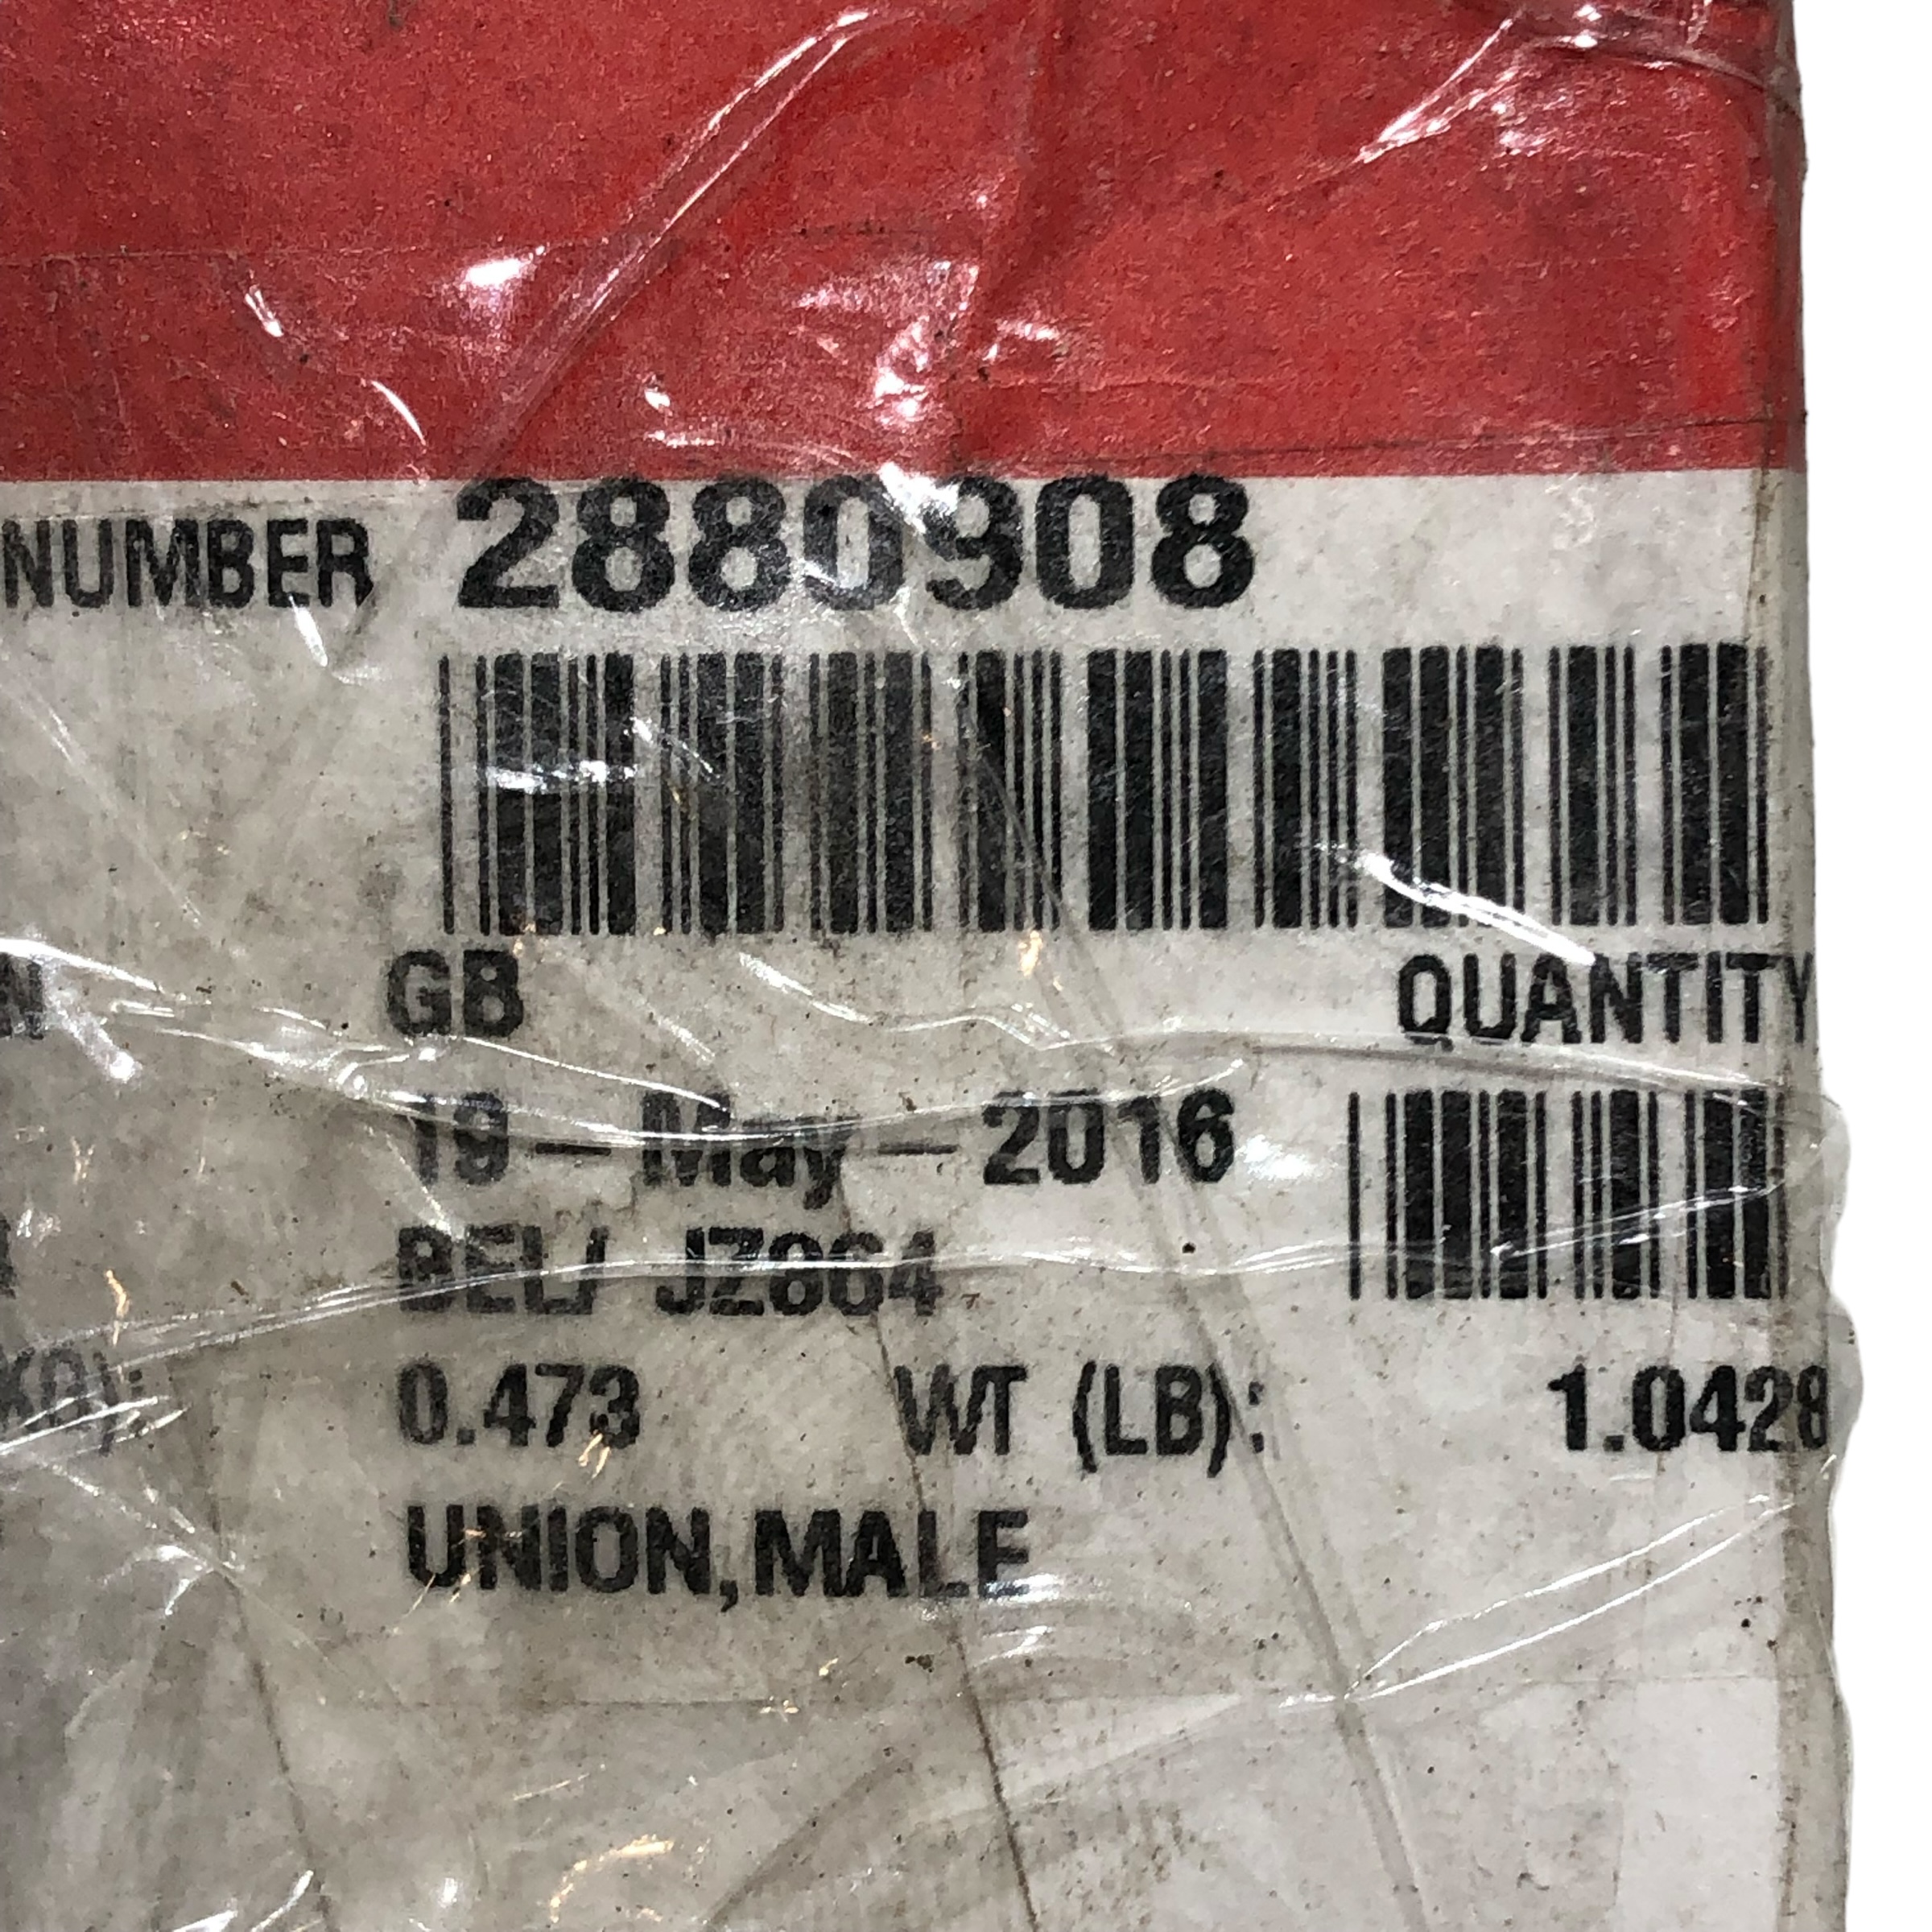 NUMBER 2880908
N GB QUANTITY
19-May-2016
BEL/ JZ864
0.473 WT (LB): 1.0428
UNION,MALE